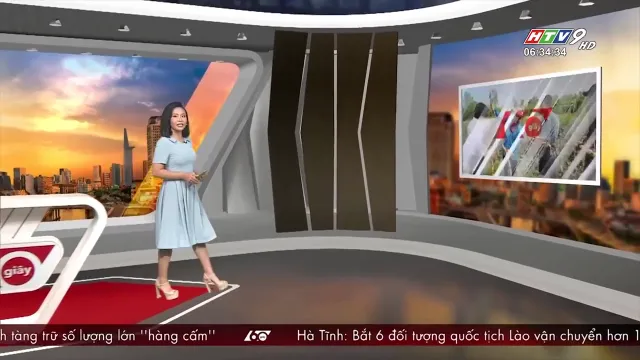 HTV9 HD
06:34:34
giây
h tàng trữ số lượng lớn "hàng cấm" 60 Hà Tĩnh: Bắt 6 đối tượng quốc tịch Lào vận chuyển hơn 1